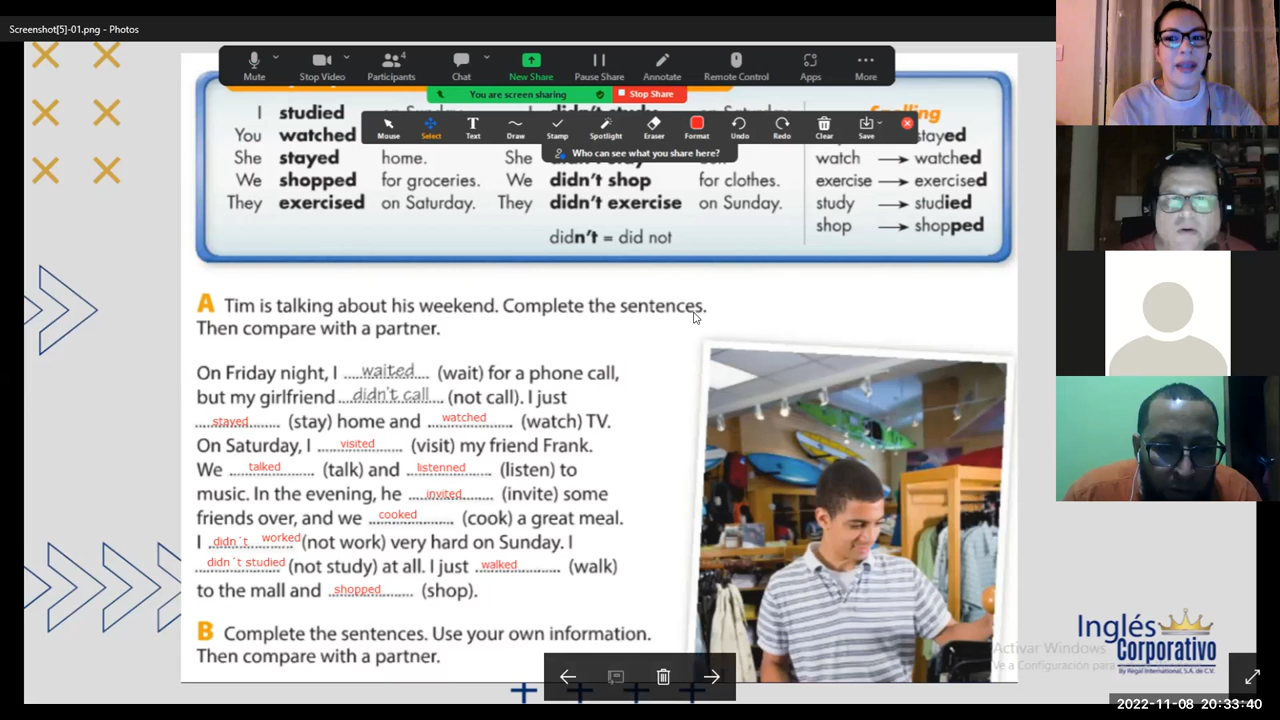 Screenshot[5]-01.png - Photos
Mute
Stop Video
4
Participants
Chat
New Share
Pause Share
Annotate
Remote Control
Apps
More
You are screen sharing
Stop Share
Mouse
Select
Text
Draw
Stamp
Spotlight
Eraser
Format
Undo
Redo
Clear
Save
Who can see what you share here?
I studied
You watched
She stayed home. She
We shopped for groceries. We didn't shop for clothes.
They exercised on Saturday. They didn't exercise on Sunday.
didn't = did not
stayed
watch → watched
exercise → exercised
study → studied
shop → shopped
A Tim is talking about his weekend. Complete the sentences.
Then compare with a partner.
On Friday night, I waited (wait) for a phone call,
but my girlfriend didn't call (not call). I just
stayed (stay) home and watched (watch) TV.
On Saturday, I visited (visit) my friend Frank.
We talked (talk) and listenned (listen) to
music. In the evening, he invited (invite) some
friends over, and we cooked (cook) a great meal.
I didn´t worked (not work) very hard on Sunday. I
didn´t studied (not study) at all. I just walked (walk)
to the mall and shopped (shop).
B Complete the sentences. Use your own information.
Then compare with a partner.
Inglés
Corporativo
By Regal International, S.A. de C.V.
Activar Windows
Ve a Configuración para
2022-11-08 20:33:40